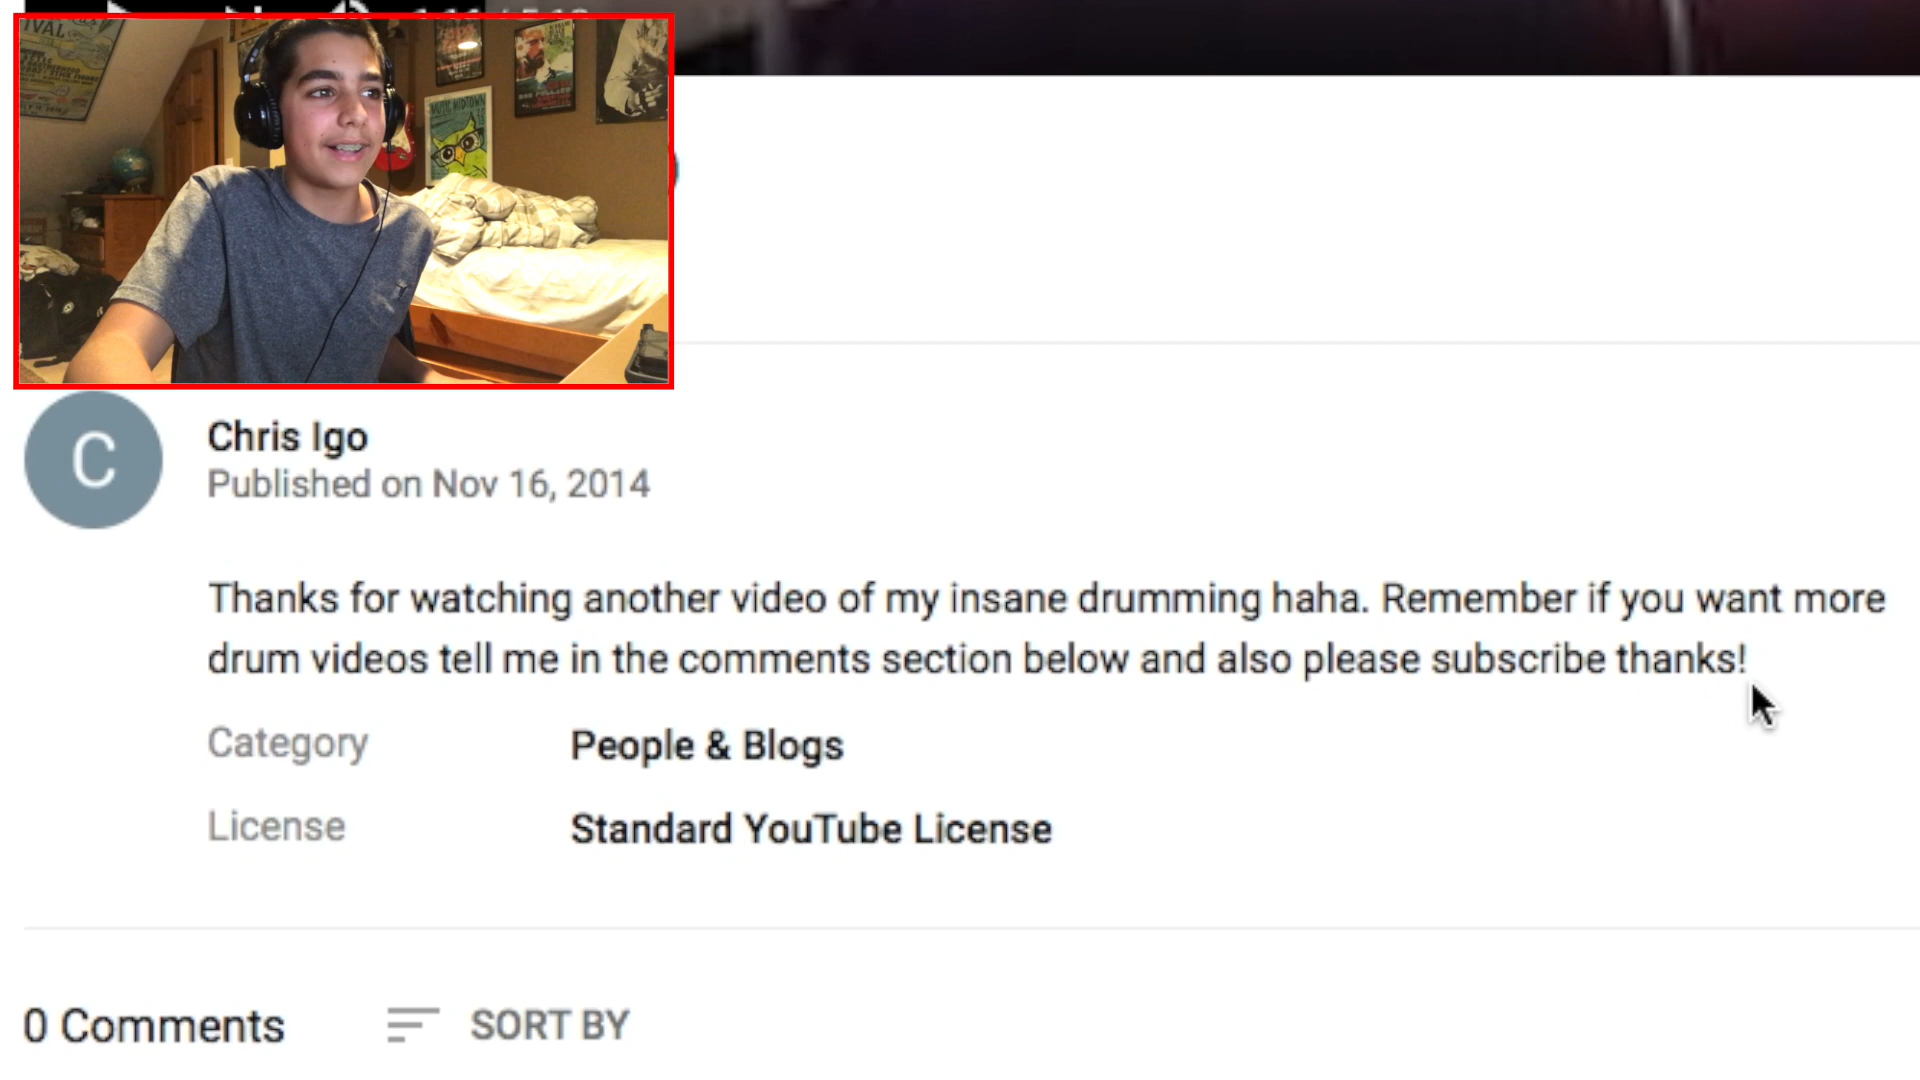 MUSIC MIDTOWN
C
Chris Igo
Published on Nov 16, 2014
Thanks for watching another video of my insane drumming haha. Remember if you want more
drum videos tell me in the comments section below and also please subscribe thanks!
Category People & Blogs
License Standard YouTube License
0 Comments SORT BY